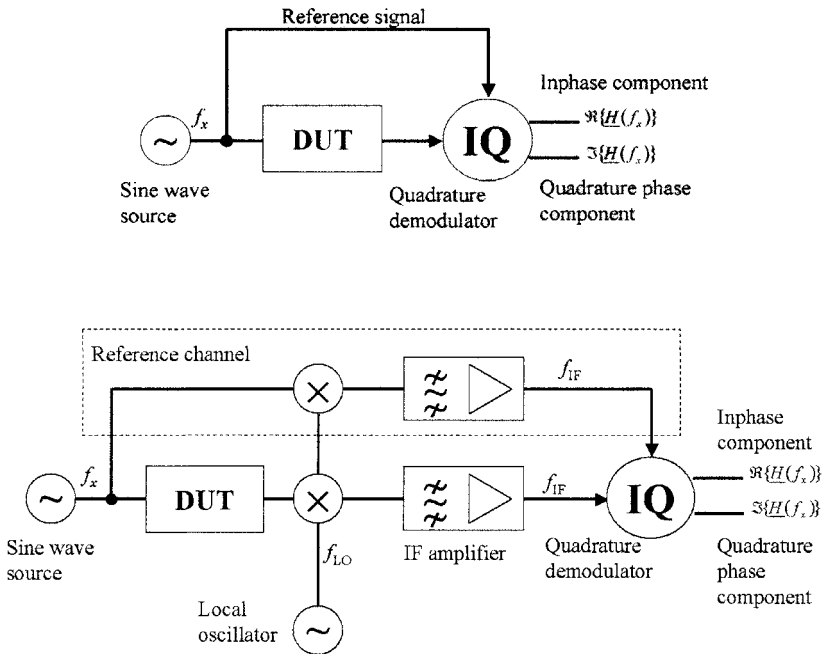 Reference signal
Inphase component
f_x
ℜ{H(f_x)}
DUT
IQ
ℑ{H(f_x)}
Sine wave
source
Quadrature
demodulator
Quadrature phase
component
Reference channel
f_IF
Inphase
component
f_x
ℜ{H(f_x)}
DUT
f_IF
IQ
ℑ{H(f_x)}
Sine wave
source
f_LO
IF amplifier
Quadrature
demodulator
Quadrature
phase
component
Local
oscillator